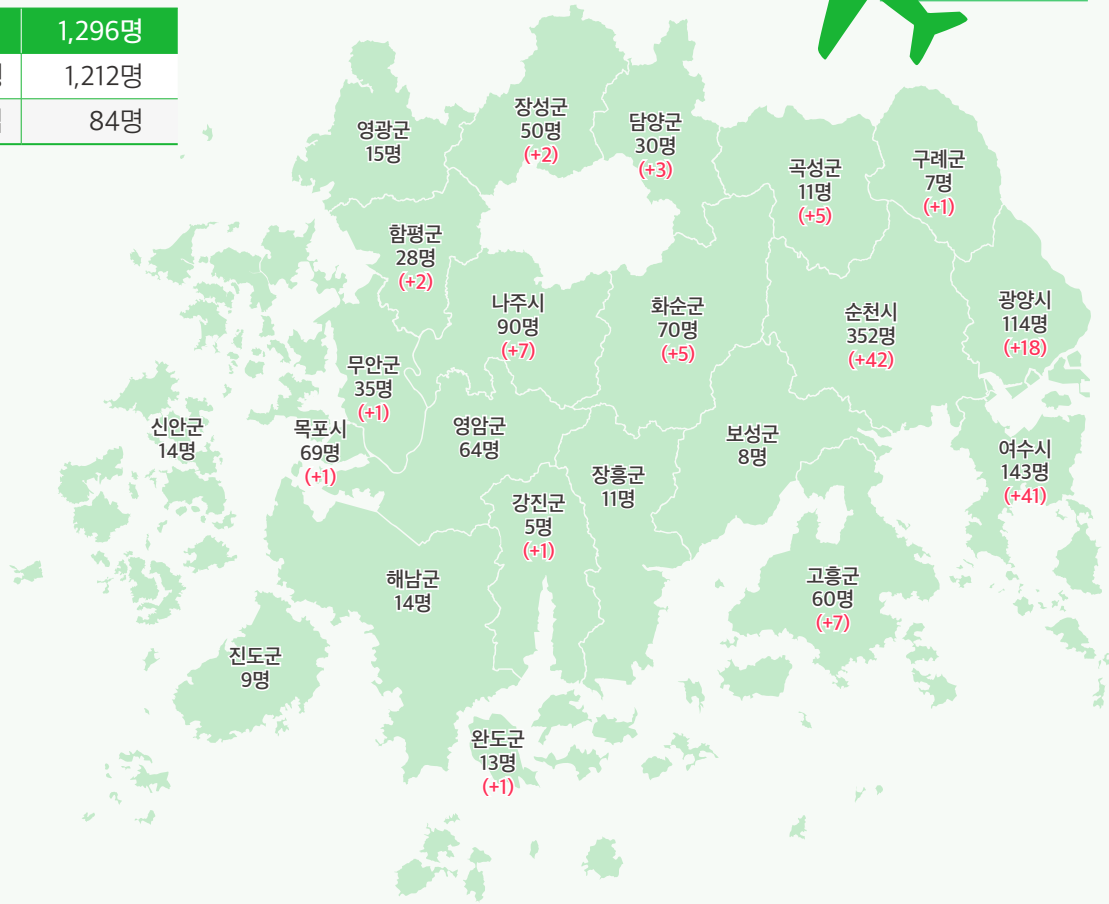 1,296명
1,212명
84명
장성군
50명
(+2)
담양군
30명
(+3)
영광군
15명
곡성군
11명
(+5)
구례군
7명
(+1)
함평군
28명
(+2)
나주시
90명
(+7)
화순군
70명
(+5)
순천시
352명
(+42)
광양시
114명
(+18)
무안군
35명
(+1)
신안군
14명
목포시
69명
(+1)
영암군
64명
보성군
8명
여수시
143명
(+41)
장흥군
11명
강진군
5명
(+1)
해남군
14명
고흥군
60명
(+7)
진도군
9명
완도군
13명
(+1)